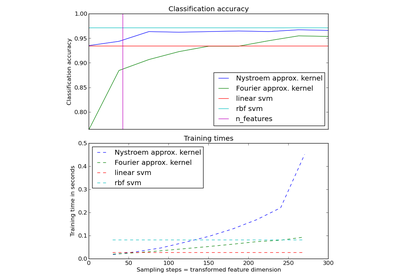 Classification accuracy
1.00
0.95
0.90
0.85
0.80
Classification accuracy
Nystroem approx. kernel
Fourier approx. kernel
linear svm
rbf svm
n_features
Training times
0.5
0.4
0.3
0.2
0.1
0.0
Training time in seconds
Nystroem approx. kernel
Fourier approx. kernel
linear svm
rbf svm
0 50 100 150 200 250 300
Sampling steps = transformed feature dimension